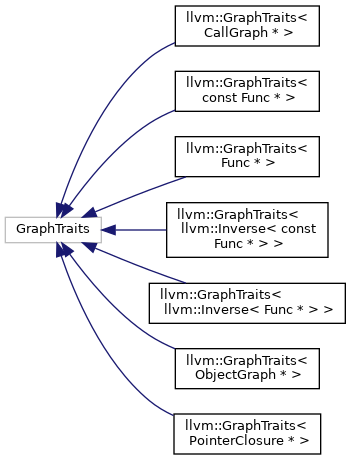 llvm::GraphTraits<
CallGraph * >
llvm::GraphTraits<
const Func * >
llvm::GraphTraits<
Func * >
llvm::GraphTraits<
llvm::Inverse< const
Func * > >
GraphTraits
llvm::GraphTraits<
llvm::Inverse< Func * > >
llvm::GraphTraits<
ObjectGraph * >
llvm::GraphTraits<
PointerClosure * >